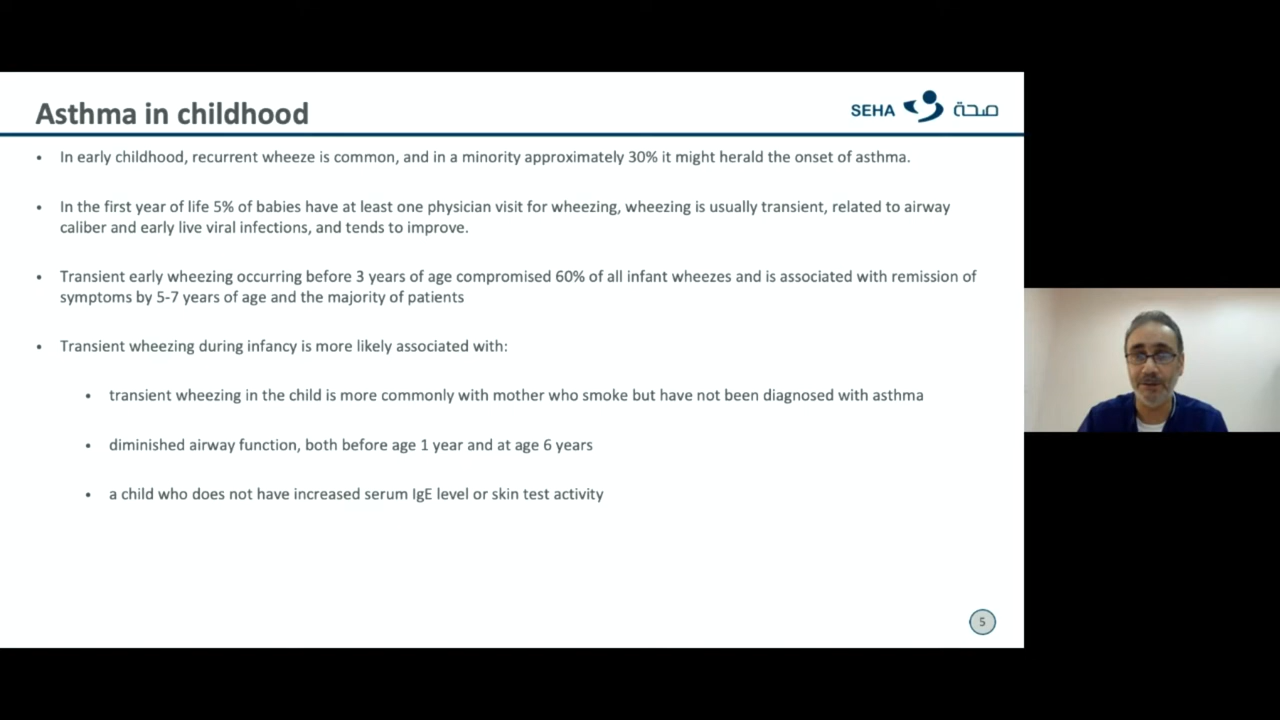 Asthma in childhood
SEHA صحة
• In early childhood, recurrent wheeze is common, and in a minority approximately 30% it might herald the onset of asthma.
• In the first year of life 5% of babies have at least one physician visit for wheezing, wheezing is usually transient, related to airway
caliber and early live viral infections, and tends to improve.
• Transient early wheezing occurring before 3 years of age compromised 60% of all infant wheezes and is associated with remission of
symptoms by 5-7 years of age and the majority of patients
• Transient wheezing during infancy is more likely associated with:
• transient wheezing in the child is more commonly with mother who smoke but have not been diagnosed with asthma
• diminished airway function, both before age 1 year and at age 6 years
• a child who does not have increased serum IgE level or skin test activity
5